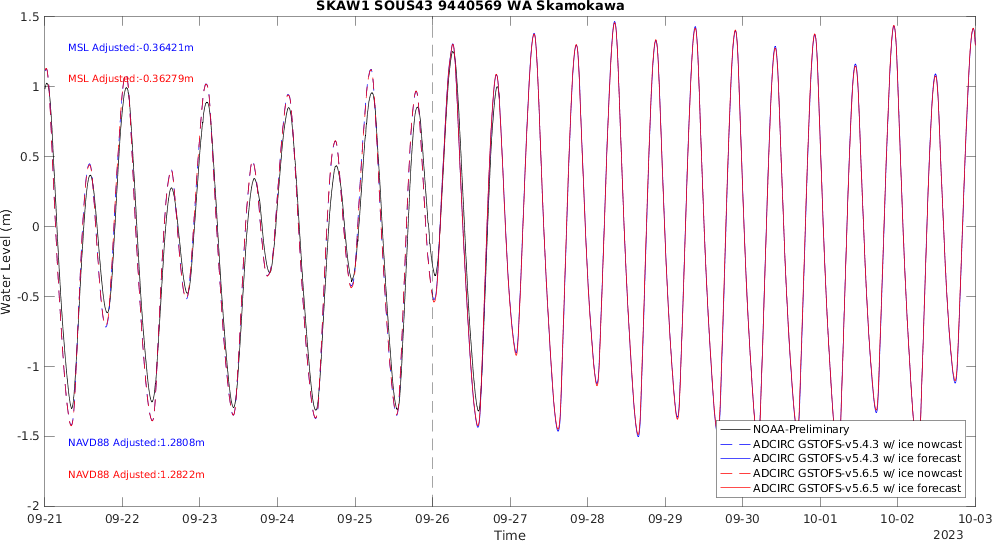 SKAW1 SOUS43 9440569 WA Skamokawa
1.5
1
0.5
0
-0.5
-1
-1.5
-2
Water Level (m)
MSL Adjusted:-0.36421m
MSL Adjusted:-0.36279m
NAVD88 Adjusted:1.2808m
NAVD88 Adjusted:1.2822m
NOAA-Preliminary
ADCIRC GSTOFS-v5.4.3 w/ ice nowcast
ADCIRC GSTOFS-v5.4.3 w/ ice forecast
ADCIRC GSTOFS-v5.6.5 w/ ice nowcast
ADCIRC GSTOFS-v5.6.5 w/ ice forecast
09-21 09-22 09-23 09-24 09-25 09-26 09-27 09-28 09-29 09-30 10-01 10-02 10-03
Time
2023